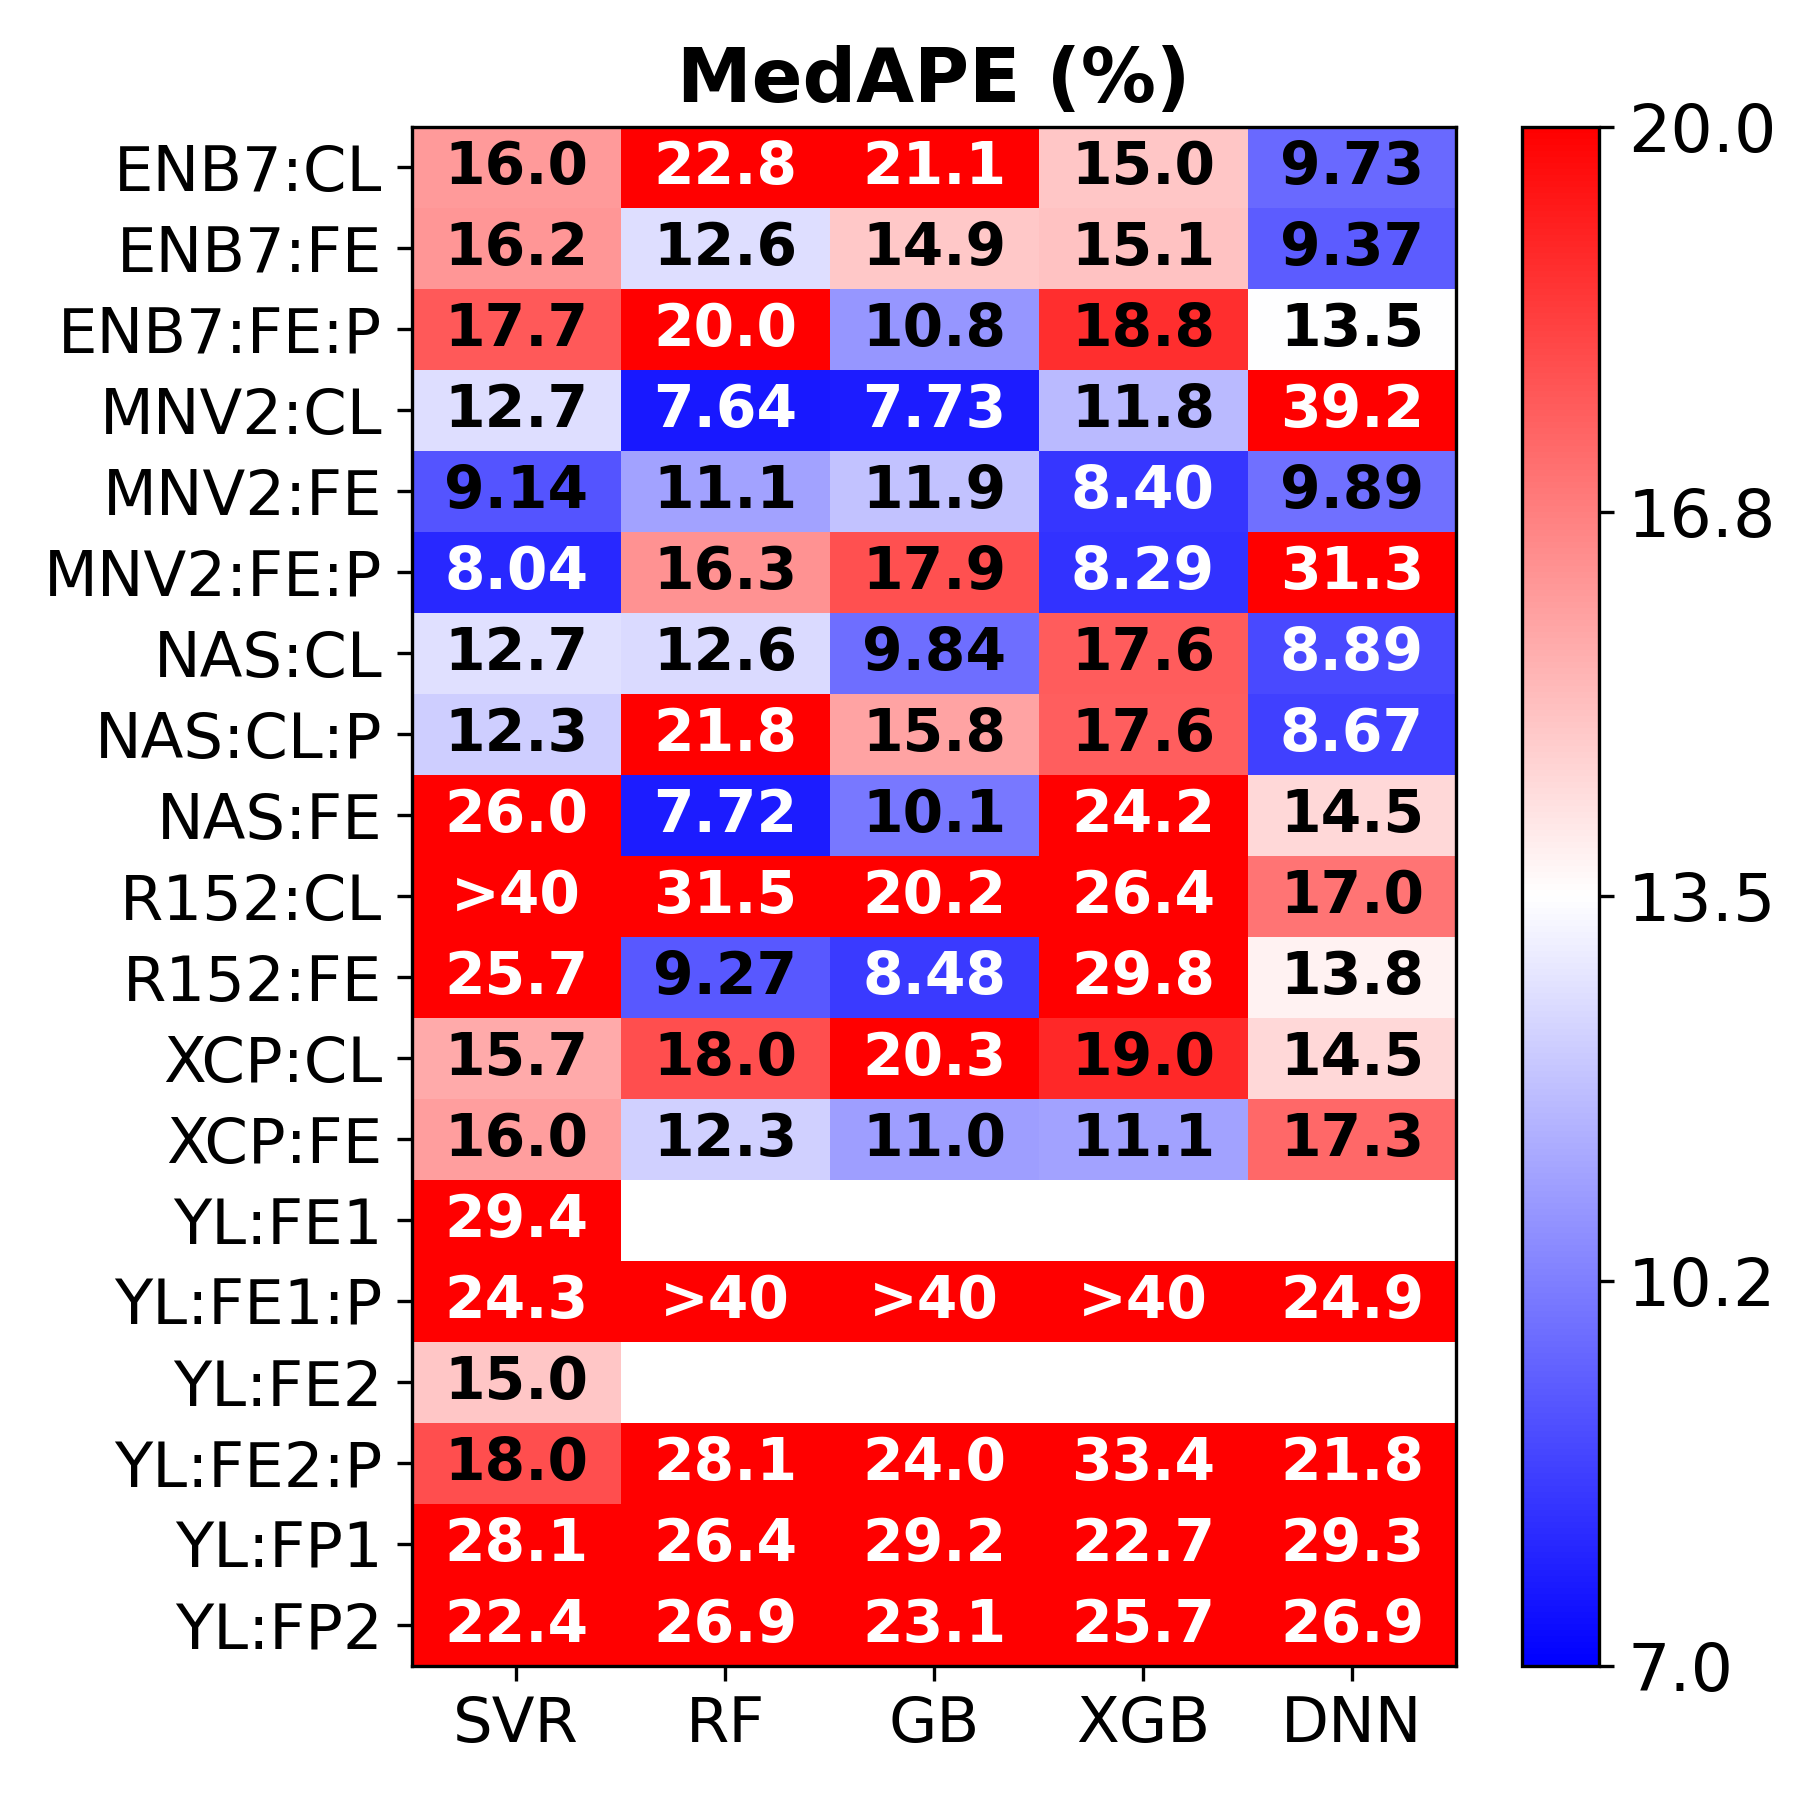 MedAPE (%)
ENB7:CL 16.0 22.8 21.1 15.0 9.73
ENB7:FE 16.2 12.6 14.9 15.1 9.37
ENB7:FE:P 17.7 20.0 10.8 18.8 13.5
MNV2:CL 12.7 7.64 7.73 11.8 39.2
MNV2:FE 9.14 11.1 11.9 8.40 9.89
MNV2:FE:P 8.04 16.3 17.9 8.29 31.3
NAS:CL 12.7 12.6 9.84 17.6 8.89
NAS:CL:P 12.3 21.8 15.8 17.6 8.67
NAS:FE 26.0 7.72 10.1 24.2 14.5
R152:CL >40 31.5 20.2 26.4 17.0
R152:FE 25.7 9.27 8.48 29.8 13.8
XCP:CL 15.7 18.0 20.3 19.0 14.5
XCP:FE 16.0 12.3 11.0 11.1 17.3
YL:FE1 29.4
YL:FE1:P 24.3 >40 >40 >40 24.9
YL:FE2 15.0
YL:FE2:P 18.0 28.1 24.0 33.4 21.8
YL:FP1 28.1 26.4 29.2 22.7 29.3
YL:FP2 22.4 26.9 23.1 25.7 26.9
SVR RF GB XGB DNN
20.0
16.8
13.5
10.2
7.0